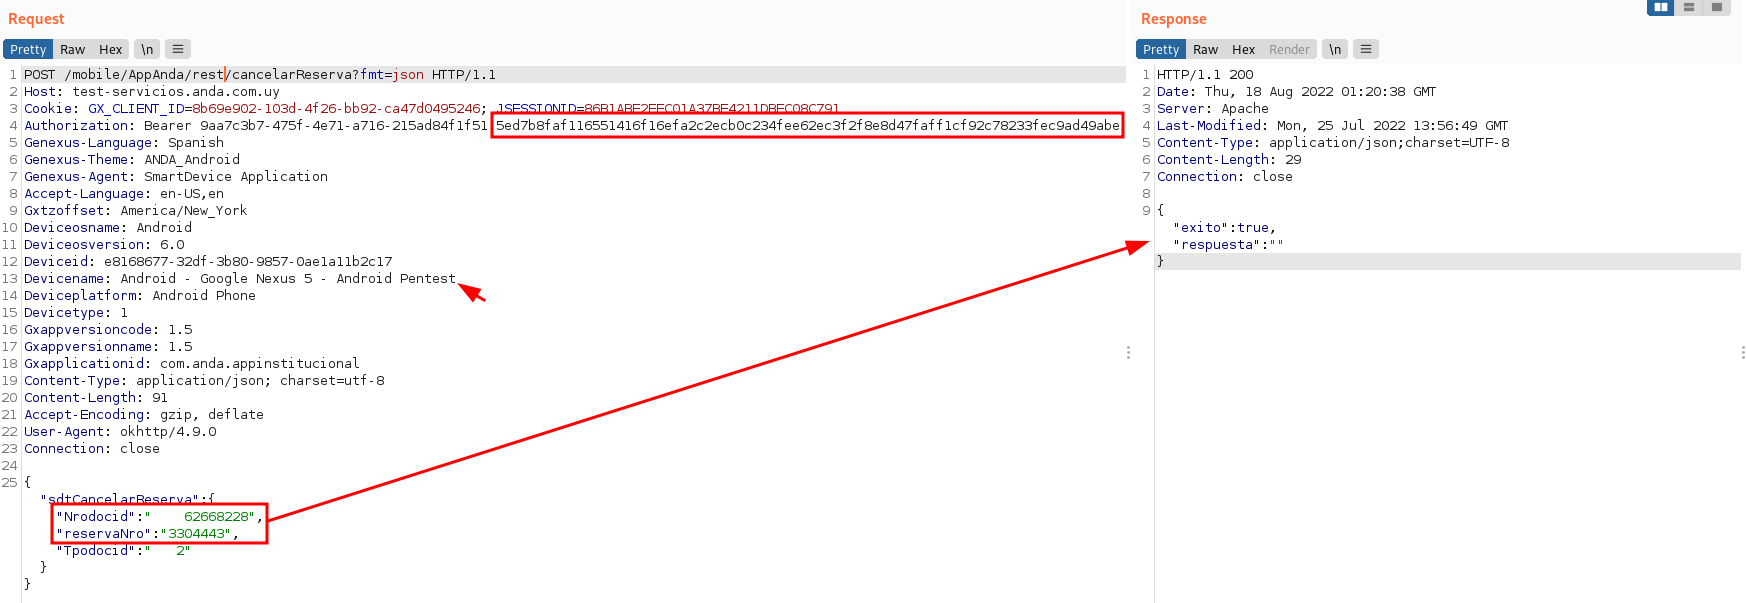 Request
Pretty Raw Hex \n
1 POST /mobile/AppAnda/rest/cancelarReserva?fmt=json HTTP/1.1
2 Host: test-servicios.anda.com.uy
3 Cookie: GX_CLIENT_ID=8b69e902-103d-4f26-bb92-ca47d0495246; JSESSIONID=86B1ABE2EEC01A37BE4211DBEC08C791
4 Authorization: Bearer 9aa7c3b7-475f-4e71-a716-215ad84f1f51 5ed7b8faf116551416f16efa2c2ecb0c234fee62ec3f2f8e8d47faff1cf92c78233fec9ad49abe
5 Genexus-Language: Spanish
6 Genexus-Theme: ANDA_Android
7 Genexus-Agent: SmartDevice Application
8 Accept-Language: en-US,en
9 Gxtzoffset: America/New_York
10 Deviceosname: Android
11 Deviceosversion: 6.0
12 Deviceid: e8168677-32df-3b80-9857-0ae1a11b2c17
13 Devicename: Android - Google Nexus 5 - Android Pentest
14 Deviceplatform: Android Phone
15 Devicetype: 1
16 Gxappversioncode: 1.5
17 Gxappversionname: 1.5
18 Gxapplicationid: com.anda.appinstitucional
19 Content-Type: application/json; charset=utf-8
20 Content-Length: 91
21 Accept-Encoding: gzip, deflate
22 User-Agent: okhttp/4.9.0
23 Connection: close
24
25 {
"sdtCancelarReserva":{
"Nrodocid":"    62668228",
"reservaNro":"3304443",
"Tpodocid":"   2"
}
}
Response
Pretty Raw Hex Render \n
1 HTTP/1.1 200
2 Date: Thu, 18 Aug 2022 01:20:38 GMT
3 Server: Apache
4 Last-Modified: Mon, 25 Jul 2022 13:56:49 GMT
5 Content-Type: application/json;charset=UTF-8
6 Content-Length: 29
7 Connection: close
8
9 {
"exito":true,
"respuesta":""
}